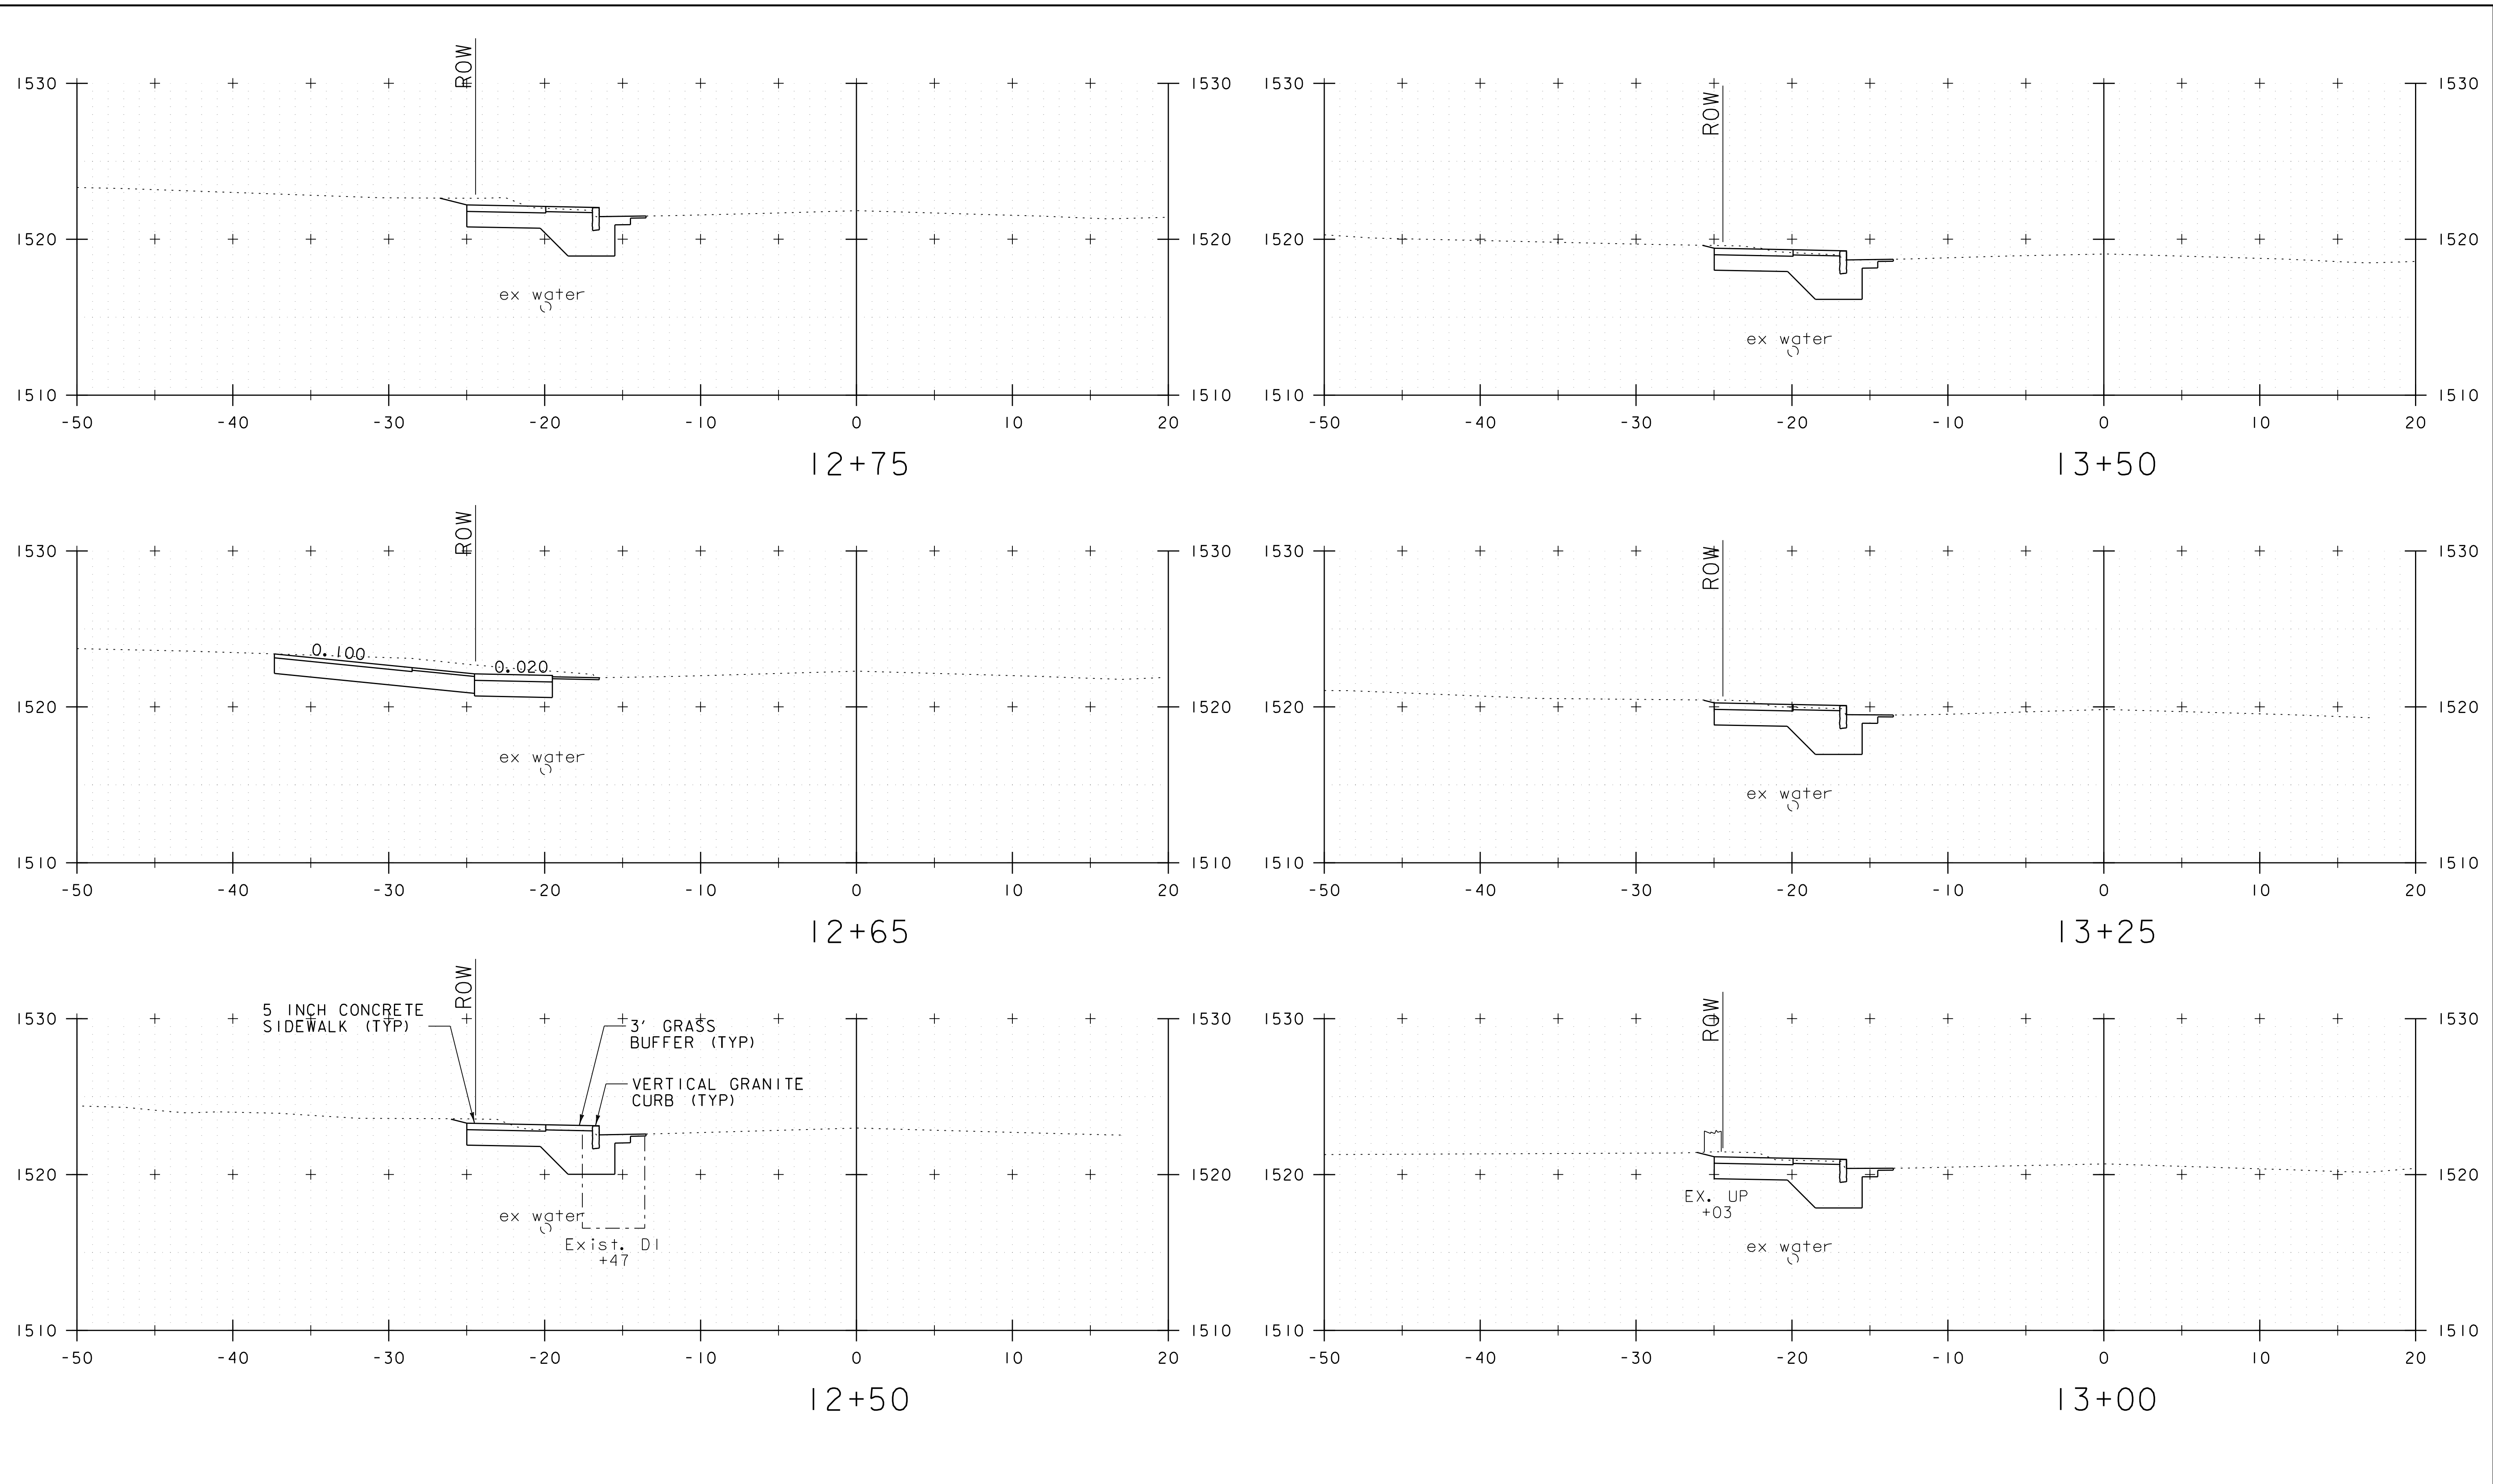 ROW
1530 1530
1520 1520
ex water
1510 1510
-50 -40 -30 -20 -10 0 10 20
12+75
ROW
1530 1530
0.100
0.020
1520 1520
ex water
1510 1510
-50 -40 -30 -20 -10 0 10 20
12+65
ROW
5 INCH CONCRETE
SIDEWALK (TYP)
3' GRASS
BUFFER (TYP)
VERTICAL GRANITE
CURB (TYP)
1530 1530
1520 1520
ex water
Exist. DI
+47
1510 1510
-50 -40 -30 -20 -10 0 10 20
12+50
ROW
1530 1530
1520 1520
ex water
1510 1510
-50 -40 -30 -20 -10 0 10 20
13+50
ROW
1530 1530
1520 1520
ex water
1510 1510
-50 -40 -30 -20 -10 0 10 20
13+25
ROW
1530 1530
1520 1520
EX. UP
+03
ex water
1510 1510
-50 -40 -30 -20 -10 0 10 20
13+00